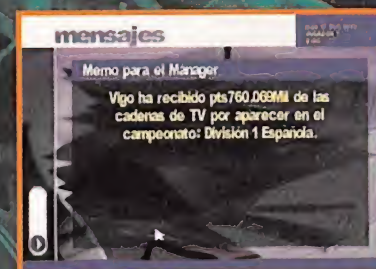 mensajes
Memo para el Manager
Vigo ha recibido pts760.069Mil de las
cadenas de TV por aparecer en el
campeonato: División 1 Española.